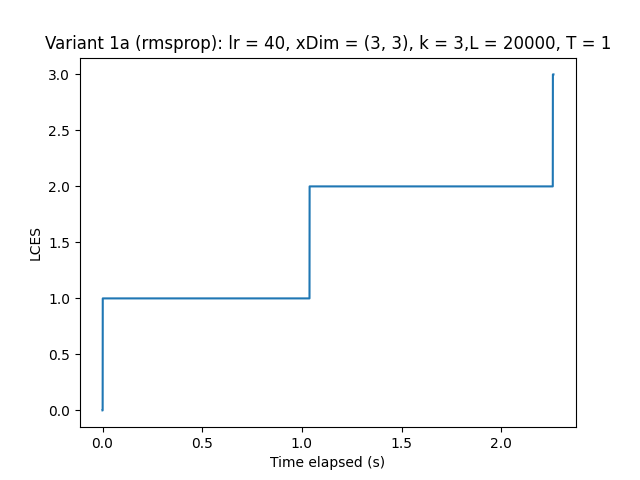 Variant 1a (rmsprop): lr = 40, xDim = (3, 3), k = 3,L = 20000, T = 1
3.0
2.5
2.0
1.5
1.0
0.5
0.0
LCES
0.0 0.5 1.0 1.5 2.0
Time elapsed (s)